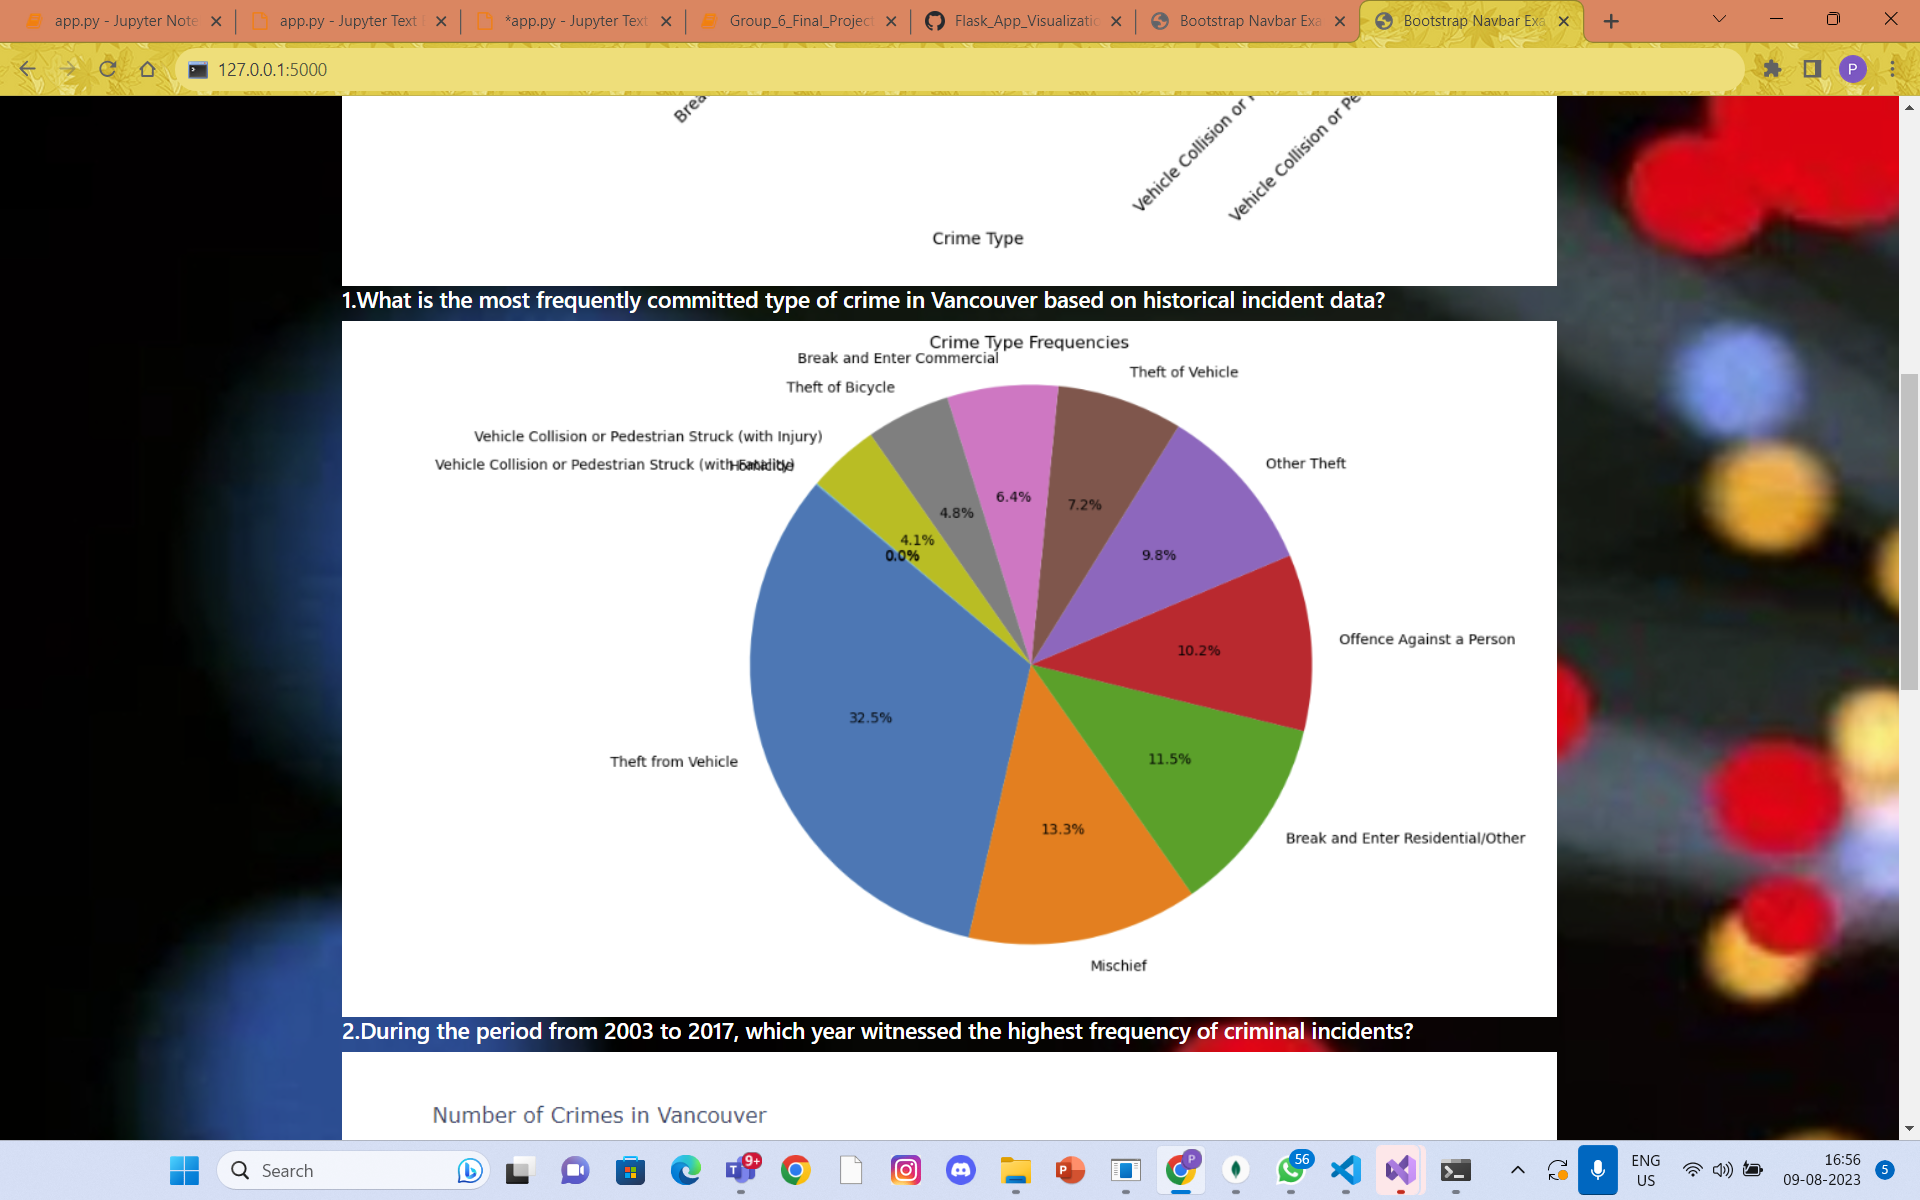 app.py - Jupyter Note
app.py - Jupyter Text
*app.py - Jupyter Text
Group_6_Final_Project
Flask_App_Visualizatio
Bootstrap Navbar Exa
Bootstrap Navbar Exa
127.0.0.1:5000
P
Brea
Vehicle Collision or
Vehicle Collision or Pe
Crime Type
1.What is the most frequently committed type of crime in Vancouver based on historical incident data?
Crime Type Frequencies
Break and Enter Commercial
Theft of Vehicle
Theft of Bicycle
Vehicle Collision or Pedestrian Struck (with Injury)
Vehicle Collision or Pedestrian Struck (with Fatality)
Homicide
Other Theft
6.4%
7.2%
4.8%
4.1%
0.0%
9.8%
10.2%
Offence Against a Person
32.5%
11.5%
Theft from Vehicle
13.3%
Break and Enter Residential/Other
Mischief
2.During the period from 2003 to 2017, which year witnessed the highest frequency of criminal incidents?
Number of Crimes in Vancouver
Search
9+
P
56
ENG
US
16:56
09-08-2023
5